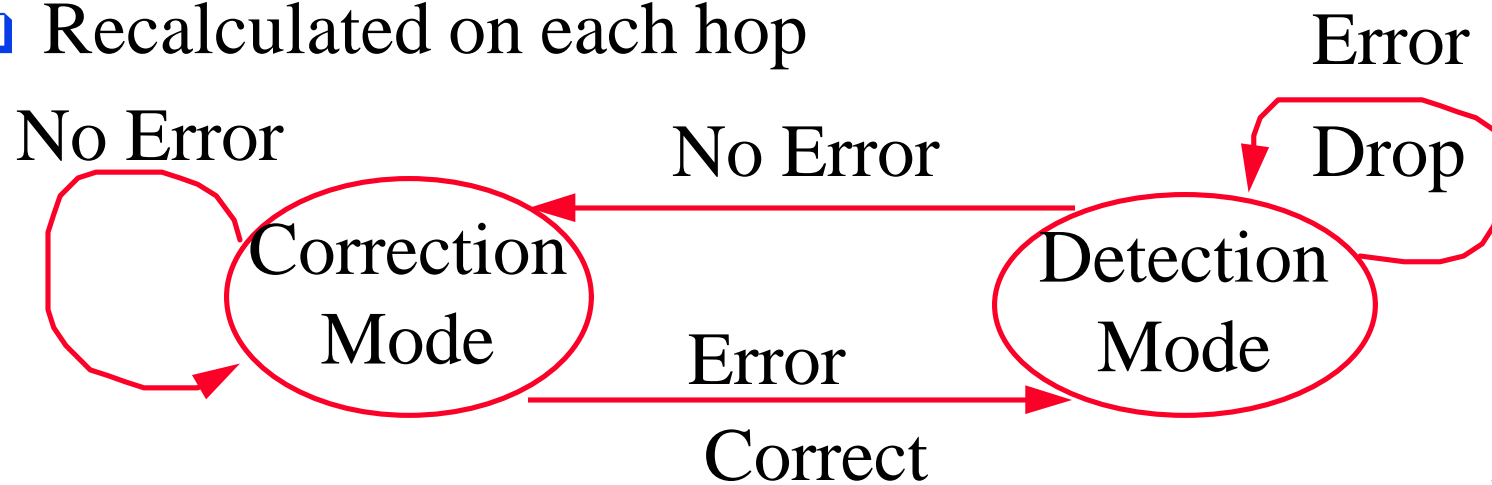 Recalculated on each hop
Error
No Error
No Error
Drop
Correction
Mode
Detection
Mode
Error
Correct